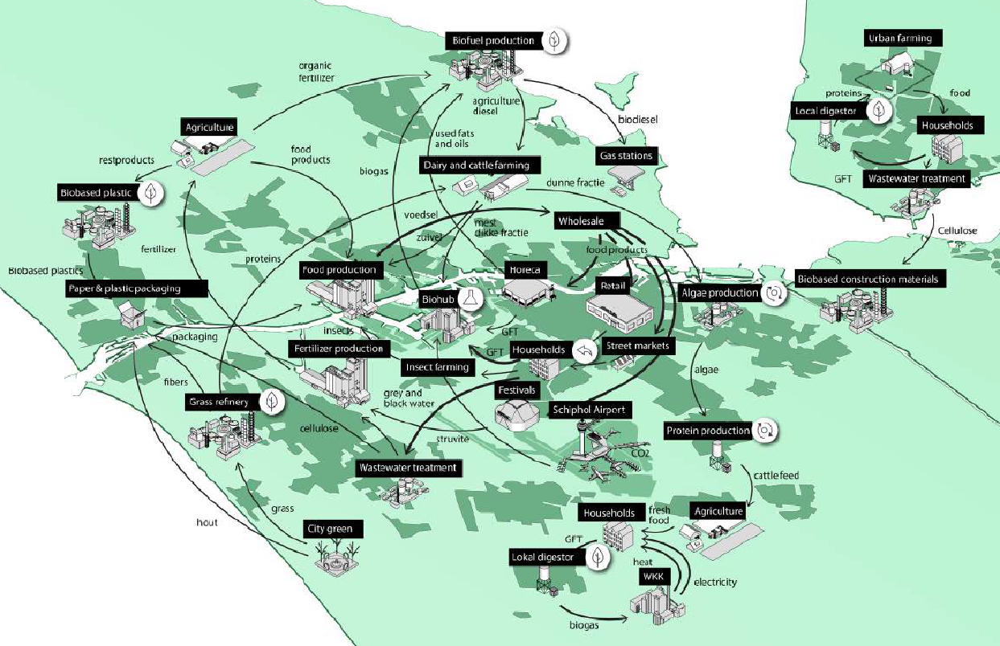 Biofuel production
Urban farming
organic
fertilizer
agriculture
diesel
proteins
food
Local digestor
biodiesel
Households
Agriculture
used fats
and oils
food
products
Gas stations
restproducts
Dairy and cattlefarming
biogas
GFT
Wastewater treatment
Biobased plastic
dunne fractie
voedsel
mest
dikke fractie
Wholesale
zuivel
Cellulose
fertilizer
proteins
food products
Biobased plastics
Food production
Horeca
Biobased construction materials
Paper & plastic packaging
Retail
Algae production
Biohub
packaging
insects
GFT
Fertilizer production
GFT
Households
Street markets
Insect farming
algae
fibers
grey and
black water
Festivals
Grass refinery
Schiphol Airport
cellulose
struvite
Protein production
CO2
Wastewater treatment
cattlefeed
grass
Households
fresh
food
Agriculture
hout
City green
GFT
Lokal digestor
heat
WKK
electricity
biogas